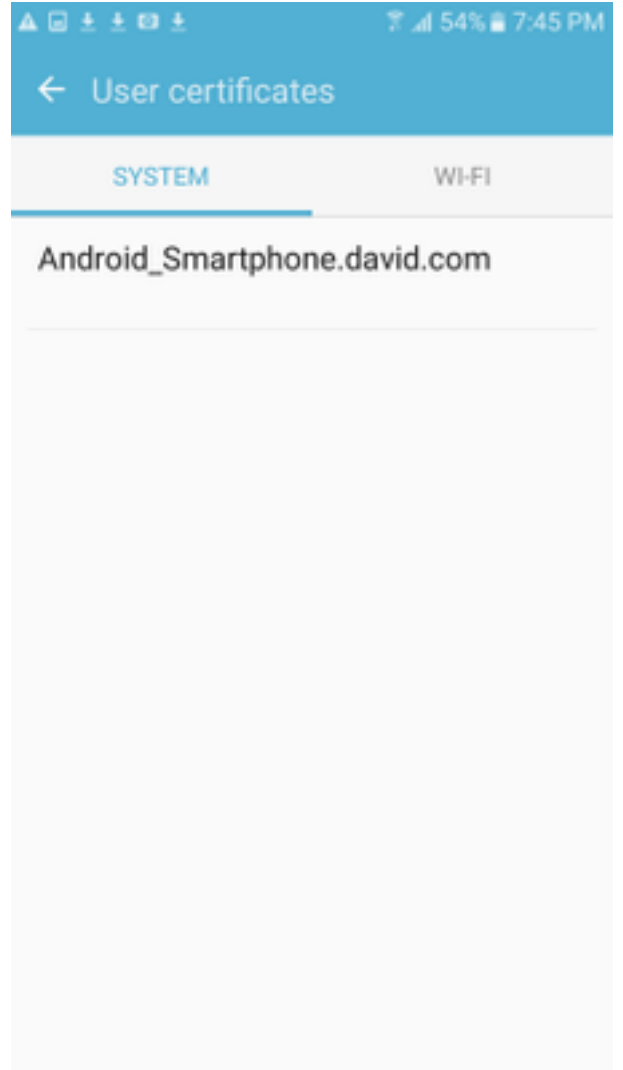 54% 7:45 PM
User certificates
SYSTEM WI-FI
Android_Smartphone.david.com